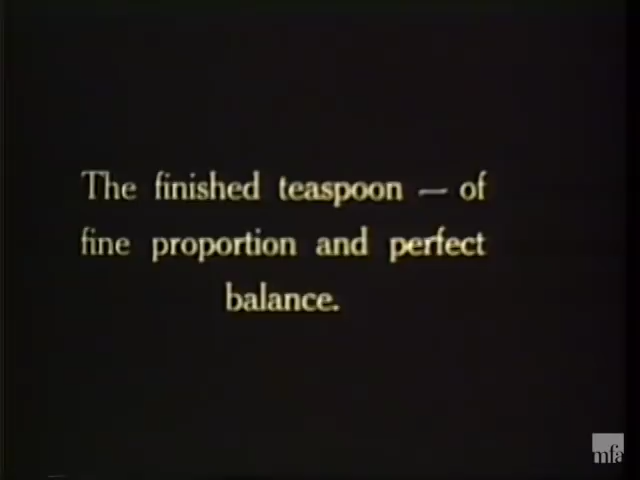 The finished teaspoon — of
fine proportion and perfect
balance.
mfa